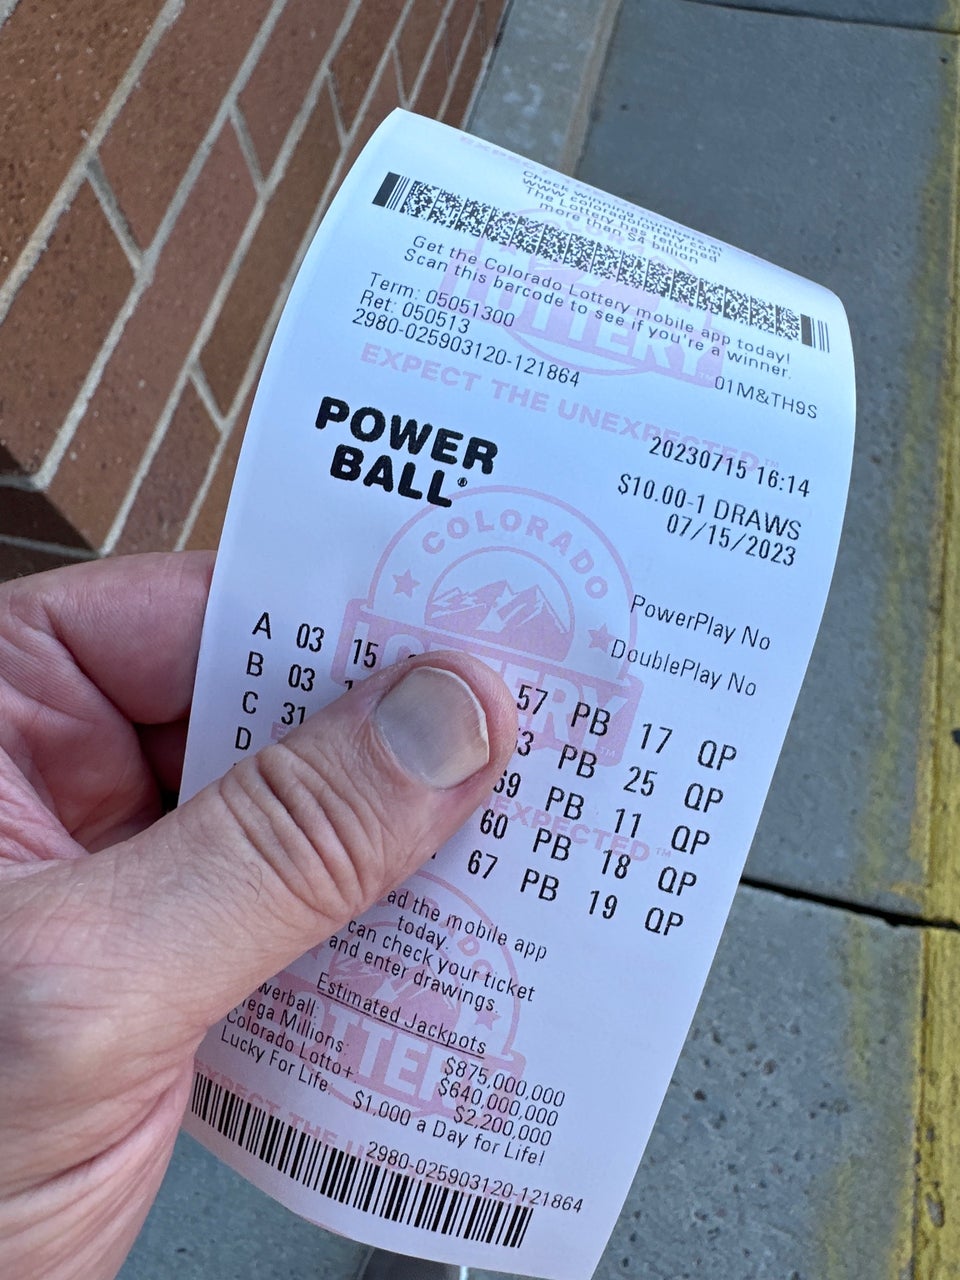 Check winning numbers at
www.coloradolottery.com
The Lottery has returned
more than $4 billion
Get the Colorado Lottery mobile app today!
Scan this barcode to see if you're a winner.
Term: 05051300
Ret: 050513
2980-025903120-121864
01M&TH9S
EXPECT THE UNEXPECTED™
20230715 16:14
POWER
BALL®
$10.00-1 DRAWS
07/15/2023
COLORADO
LOTTERY™
PowerPlay No
DoublePlay No
A 03 15 57 PB 17 QP
B 03 PB 25 QP
C 31 69 PB 11 QP
D 60 PB 18 QP
67 PB 19 QP
the mobile app
today.
can check your ticket
and enter drawings.
Estimated Jackpots
$875,000,000
Millions: $640,000,000
Colorado Lotto+ $2,200,000
Lucky For Life: $1,000 a Day for Life!
2980-025903120-121864